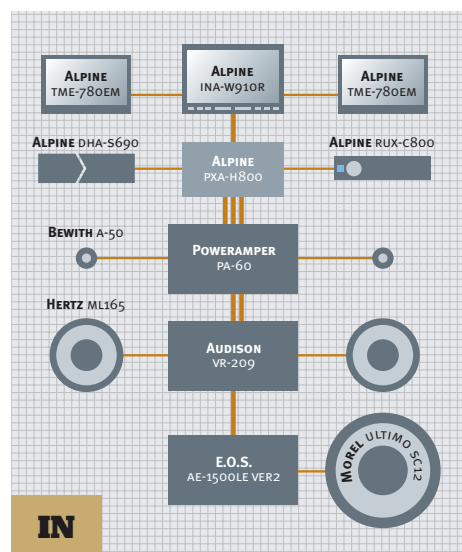 ALPINE
TME-780EM
ALPINE
INA-W910R
ALPINE
TME-780EM
ALPINE DHA-S690
ALPINE RUX-C800
ALPINE
PXA-H800
BEWITH A-50
POWERAMPER
PA-60
HERTZ ML165
AUDISON
VR-209
E.O.S.
AE-1500LE VER2
MOREL ULTIMO SC12
IN